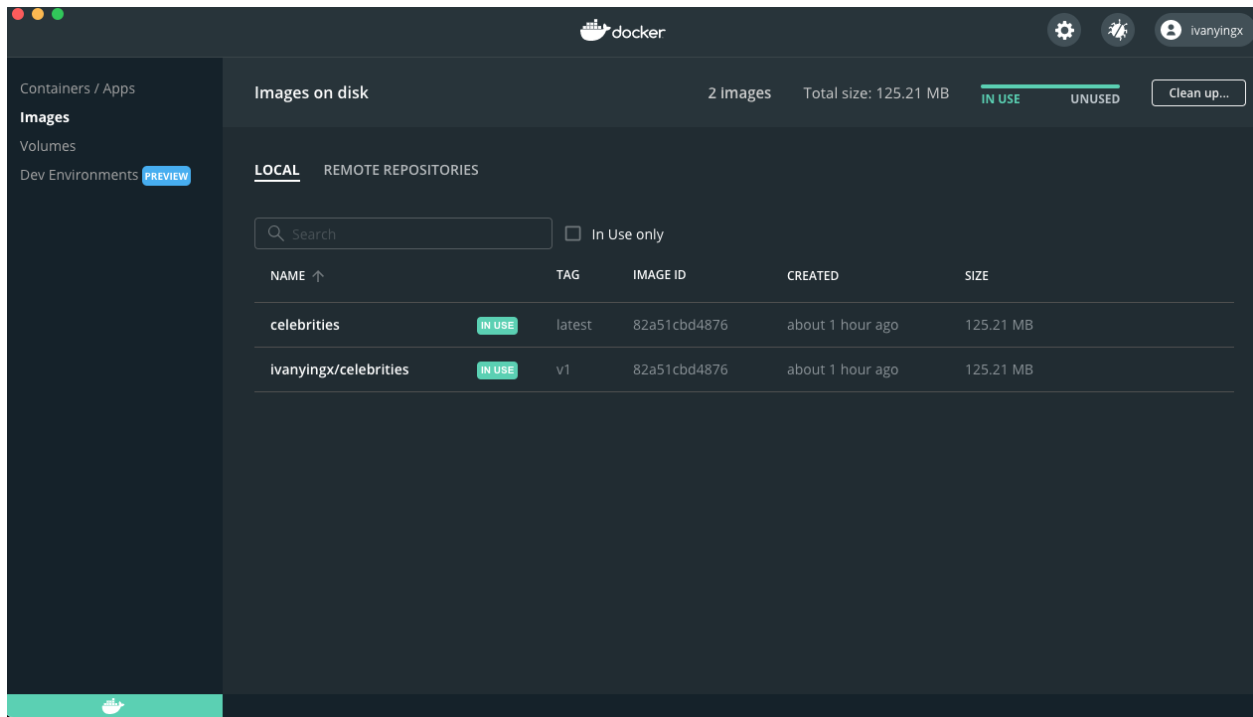 docker
ivanyingx
Containers / Apps
Images
Volumes
Dev Environments PREVIEW
Images on disk
2 images Total size: 125.21 MB IN USE UNUSED Clean up...
LOCAL REMOTE REPOSITORIES
Search In Use only
NAME TAG IMAGE ID CREATED SIZE
celebrities IN USE latest 82a51cbd4876 about 1 hour ago 125.21 MB
ivanyingx/celebrities IN USE v1 82a51cbd4876 about 1 hour ago 125.21 MB